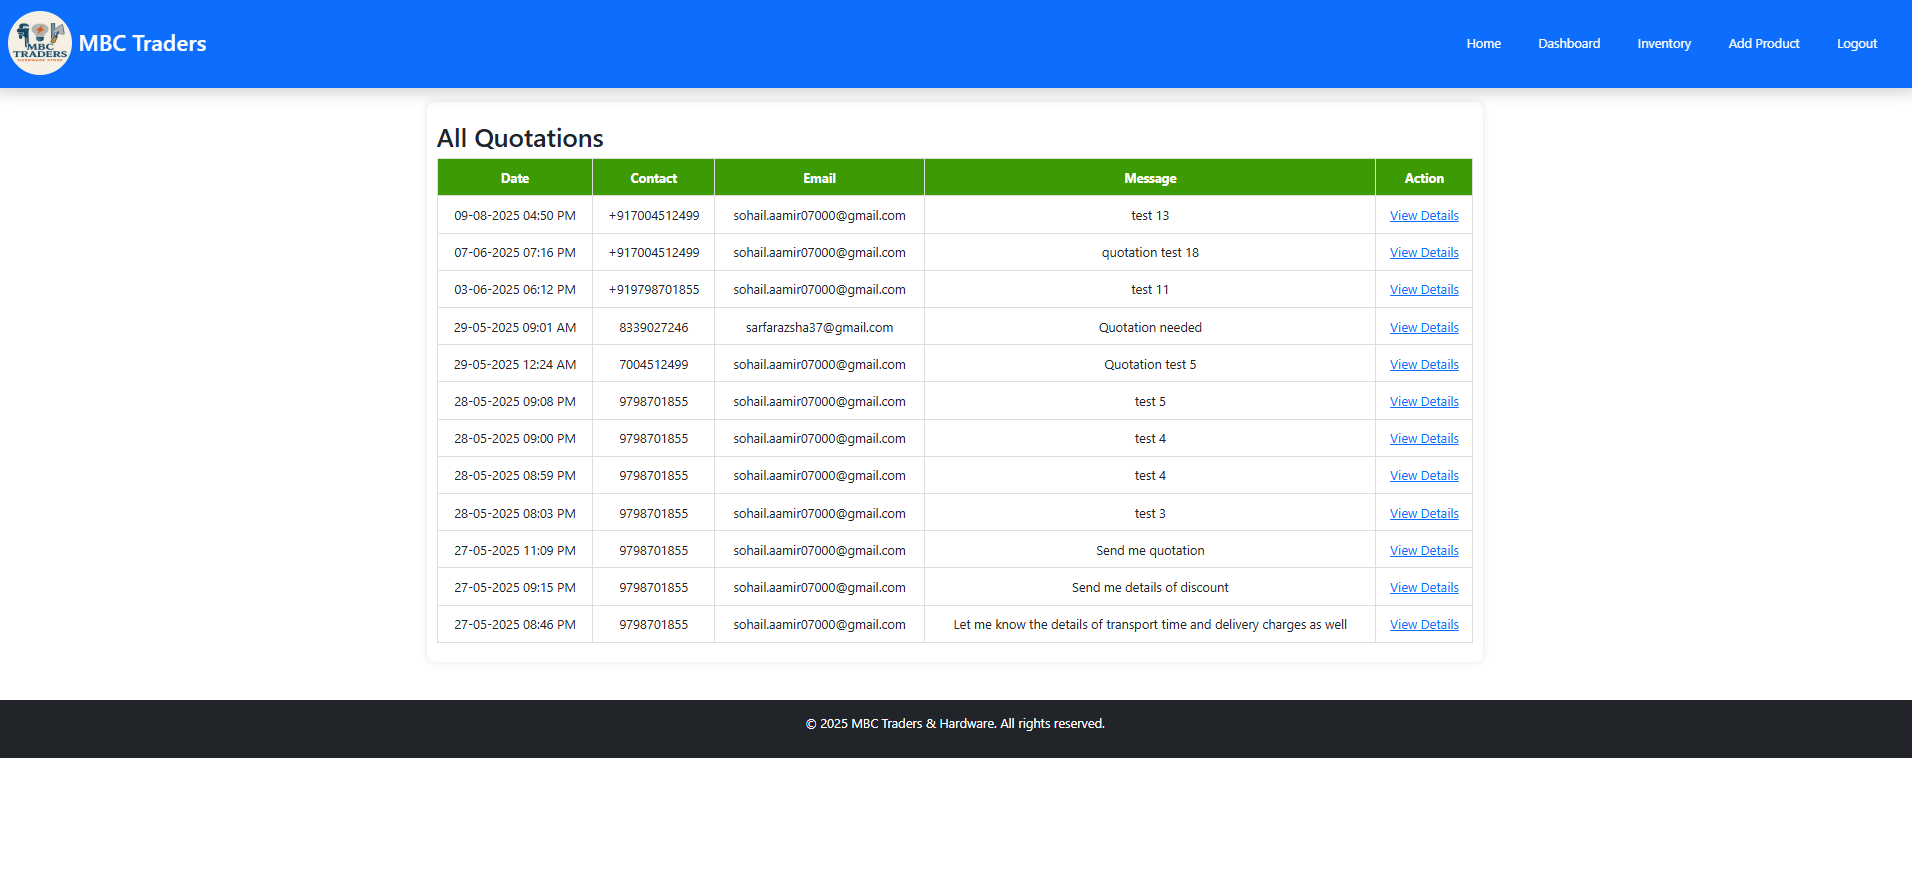 MBC
TRADERS
HARDWARE STORE
MBC Traders
Home Dashboard Inventory Add Product Logout
All Quotations
Date Contact Email Message Action
09-08-2025 04:50 PM +917004512499 sohail.aamir07000@gmail.com test 13 View Details
07-06-2025 07:16 PM +917004512499 sohail.aamir07000@gmail.com quotation test 18 View Details
03-06-2025 06:12 PM +919798701855 sohail.aamir07000@gmail.com test 11 View Details
29-05-2025 09:01 AM 8339027246 sarfarazsha37@gmail.com Quotation needed View Details
29-05-2025 12:24 AM 7004512499 sohail.aamir07000@gmail.com Quotation test 5 View Details
28-05-2025 09:08 PM 9798701855 sohail.aamir07000@gmail.com test 5 View Details
28-05-2025 09:00 PM 9798701855 sohail.aamir07000@gmail.com test 4 View Details
28-05-2025 08:59 PM 9798701855 sohail.aamir07000@gmail.com test 4 View Details
28-05-2025 08:03 PM 9798701855 sohail.aamir07000@gmail.com test 3 View Details
27-05-2025 11:09 PM 9798701855 sohail.aamir07000@gmail.com Send me quotation View Details
27-05-2025 09:15 PM 9798701855 sohail.aamir07000@gmail.com Send me details of discount View Details
27-05-2025 08:46 PM 9798701855 sohail.aamir07000@gmail.com Let me know the details of transport time and delivery charges as well View Details
© 2025 MBC Traders & Hardware. All rights reserved.